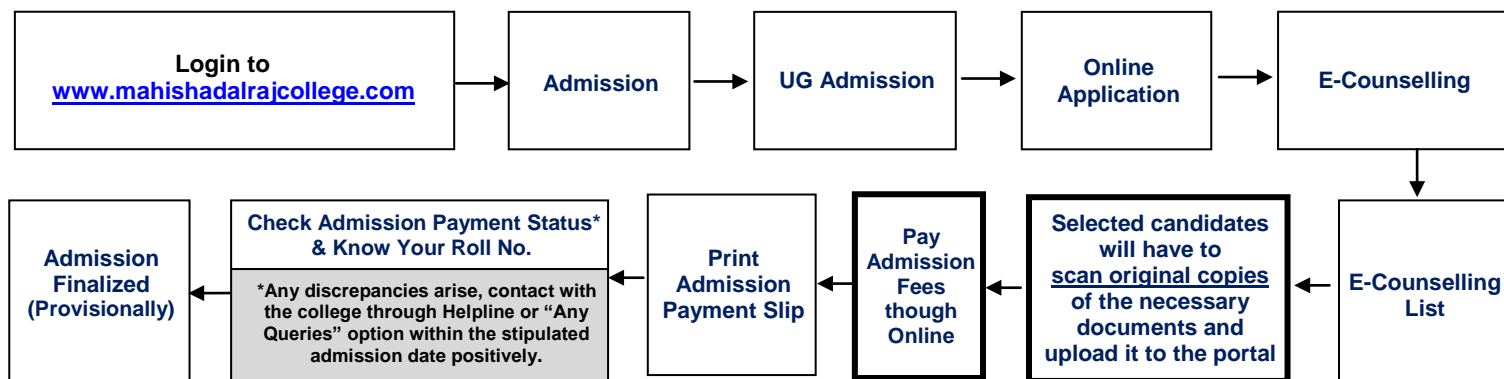 Login to
www.mahishadalrajcollege.com
Admission
UG Admission
Online
Application
E-Counselling
E-Counselling
List
Selected candidates
will have to
scan original copies
of the necessary
documents and
upload it to the portal
Pay
Admission
Fees
though
Online
Print
Admission
Payment Slip
Check Admission Payment Status*
& Know Your Roll No.
*Any discrepancies arise, contact with
the college through Helpline or “Any
Queries” option within the stipulated
admission date positively.
Admission
Finalized
(Provisionally)